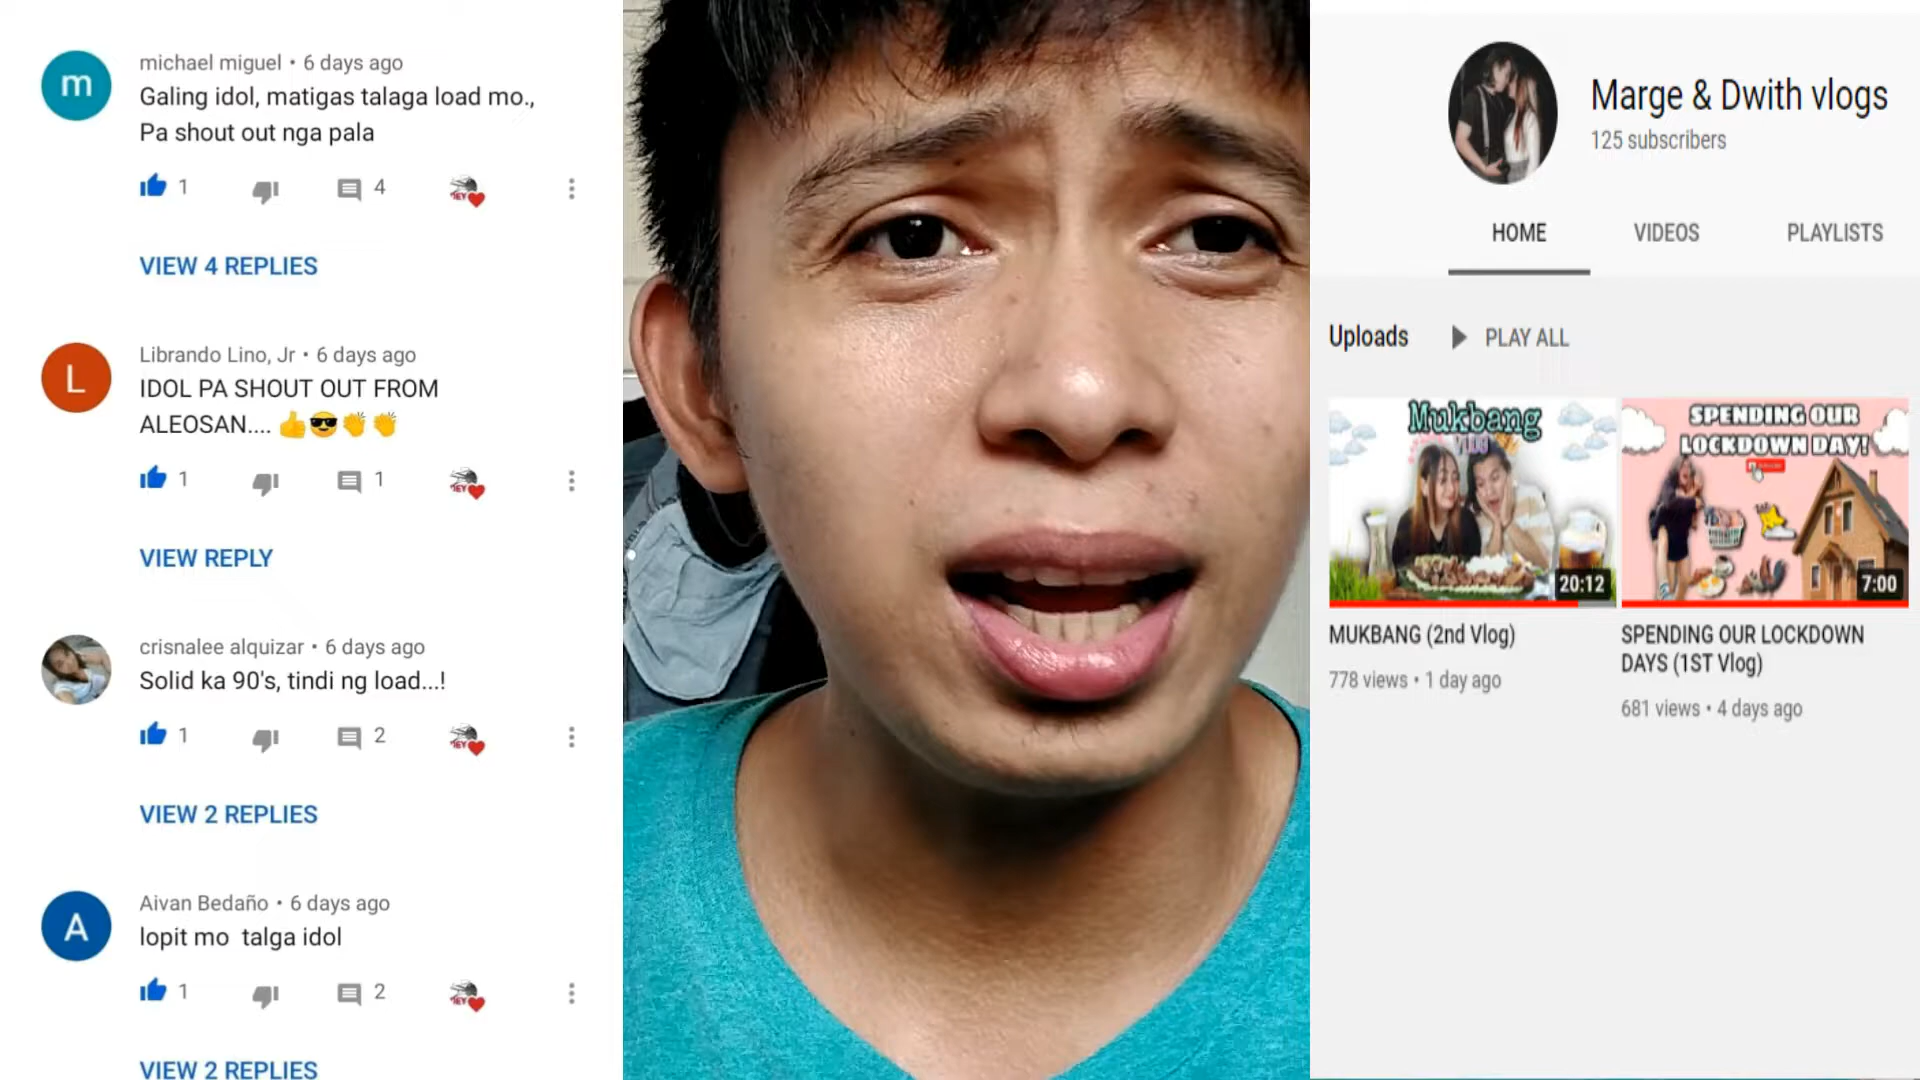 michael miguel • 6 days ago
Galing idol, matigas talaga load mo.,
Pa shout out nga pala
1
4
VIEW 4 REPLIES
Librando Lino, Jr • 6 days ago
IDOL PA SHOUT OUT FROM
ALEOSAN.... 👍😎👏👏
1
1
VIEW REPLY
crisnalee alquizar • 6 days ago
Solid ka 90's, tindi ng load...!
1
2
VIEW 2 REPLIES
Aivan Bedaño • 6 days ago
lopit mo talga idol
1
2
VIEW 2 REPLIES
m
L
A
Marge & Dwith vlogs
125 subscribers
HOME VIDEOS PLAYLISTS
Uploads PLAY ALL
Mukbang
VLOG
20:12
SPENDING OUR
LOCKDOWN DAY!
7:00
MUKBANG (2nd Vlog)
778 views • 1 day ago
SPENDING OUR LOCKDOWN
DAYS (1ST Vlog)
681 views • 4 days ago